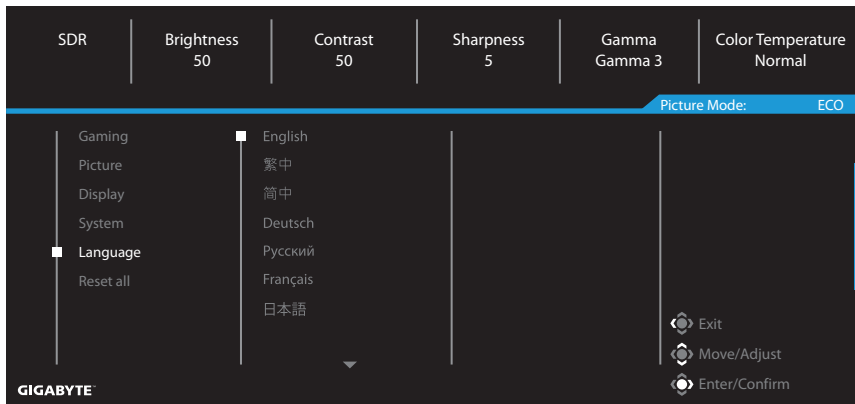 SDR
Brightness
50
Contrast
50
Sharpness
5
Gamma
Gamma 3
Color Temperature
Normal
Picture Mode: ECO
Gaming
Picture
Display
System
Language
Reset all
English
繁中
简中
Deutsch
Русский
Français
日本語
Exit
Move/Adjust
Enter/Confirm
GIGABYTE™